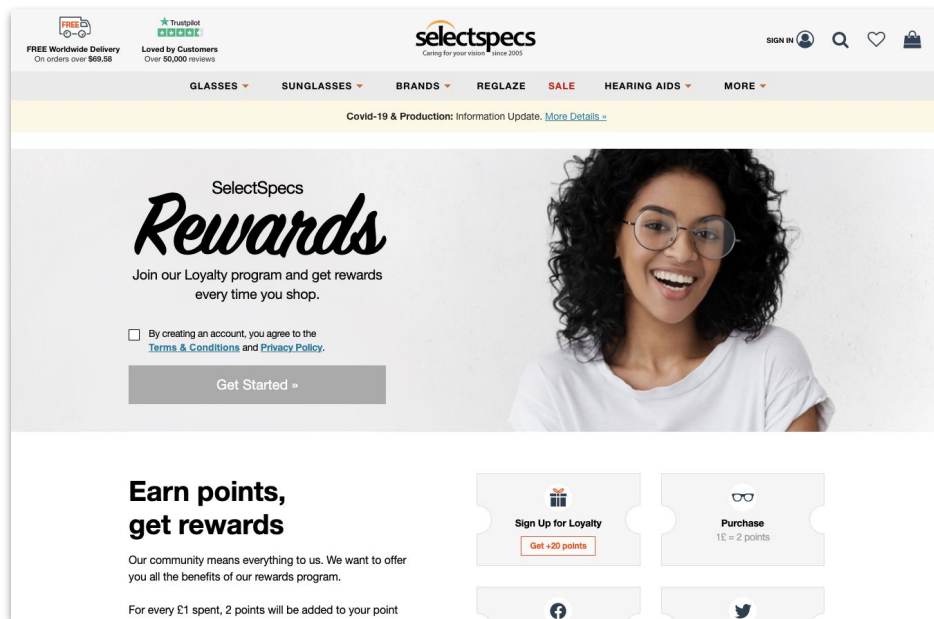 FREE
FREE Worldwide Delivery
On orders over $69.58
Trustpilot
Loved by Customers
Over 50,000 reviews
selectspecs
Caring for your vision since 2005
SIGN IN
GLASSES
SUNGLASSES
BRANDS
REGLAZE
SALE
HEARING AIDS
MORE
Covid-19 & Production: Information Update. More Details »
SelectSpecs
Rewards
Join our Loyalty program and get rewards
every time you shop.
By creating an account, you agree to the
Terms & Conditions and Privacy Policy.
Get Started »
Earn points,
get rewards
Our community means everything to us. We want to offer
you all the benefits of our rewards program.
For every £1 spent, 2 points will be added to your point
Sign Up for Loyalty
Get +20 points
Purchase
1£ = 2 points